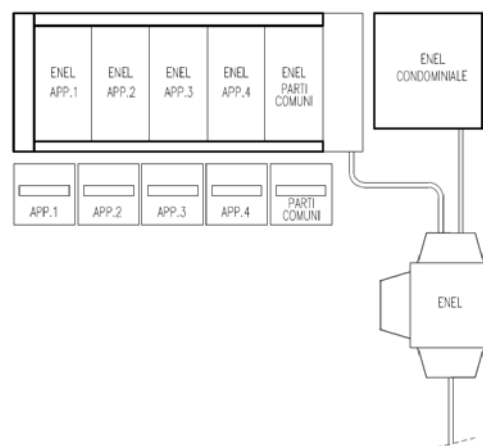 ENEL
APP.1
ENEL
APP.2
ENEL
APP.3
ENEL
APP.4
ENEL
PARTI
COMUNI
ENEL
CONDOMINIALE
APP.1
APP.2
APP.3
APP.4
PARTI
COMUNI
ENEL